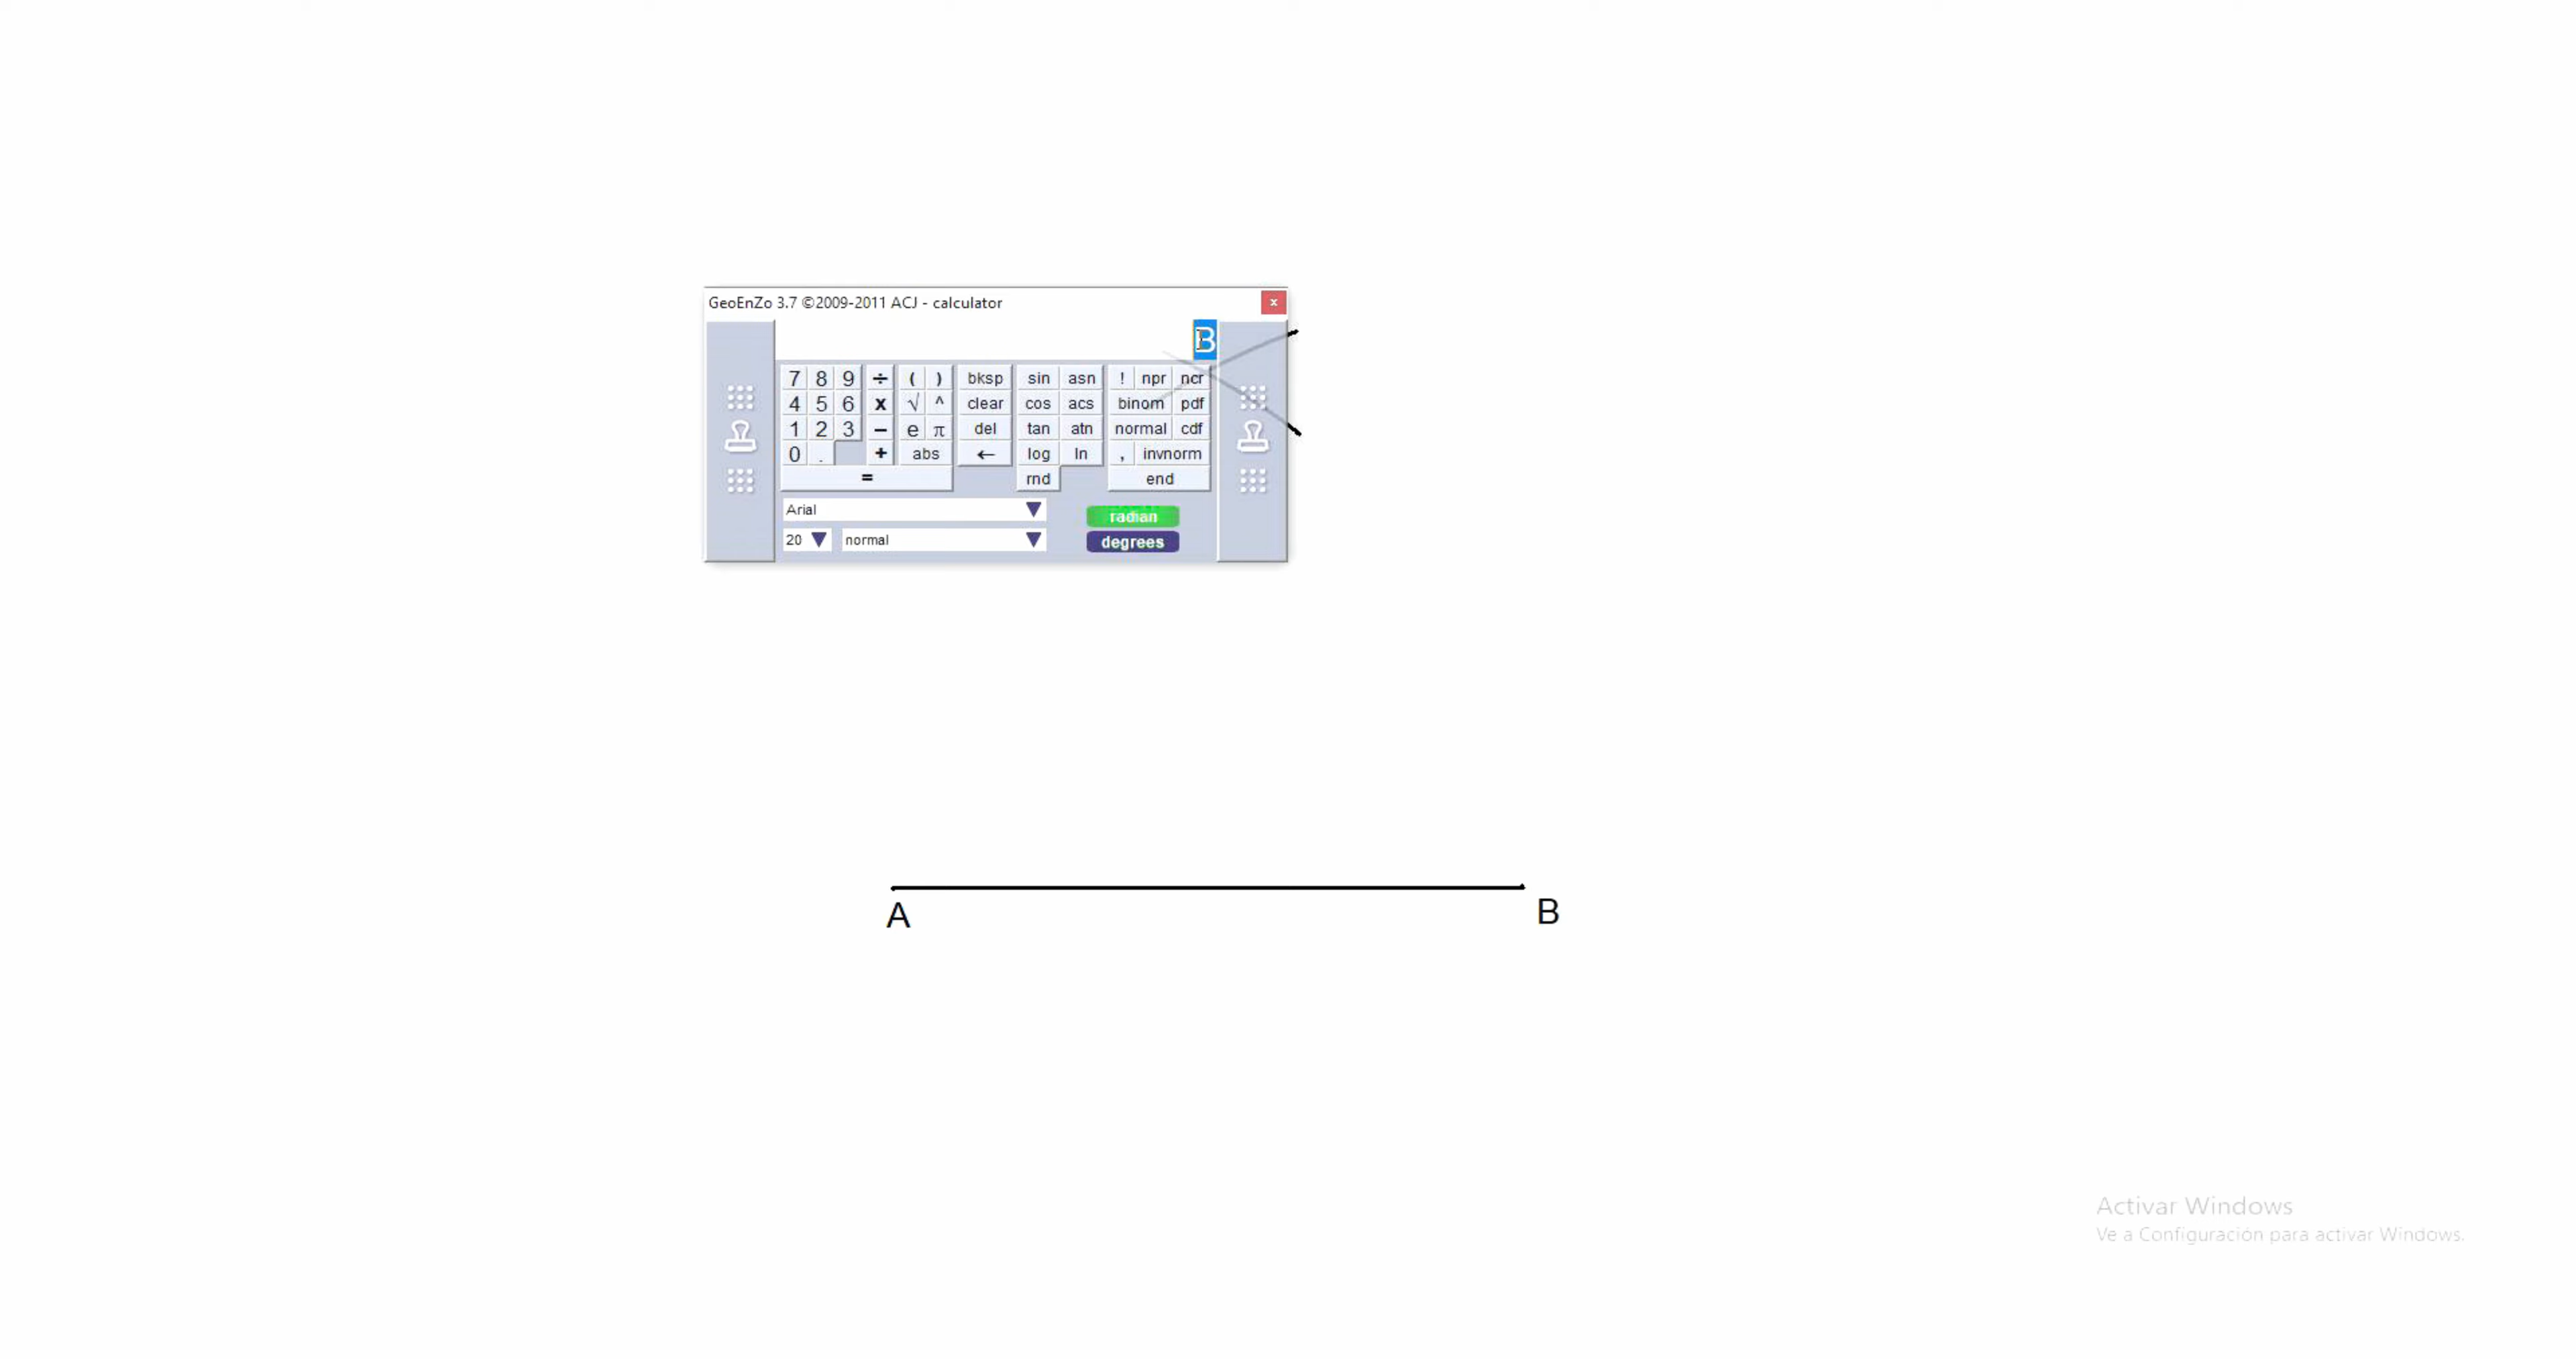 GeoEnZo 3.7 ©2009-2011 ACJ - calculator x
B
7 8 9 ÷ ( ) bksp sin asn ! npr ncr
4 5 6 x √ ^ clear cos acs binom pdf
1 2 3 − e π del tan atn normal cdf
0 . + abs ← log ln , invnorm
= rnd end
Arial radian
20 normal degrees
A B
Activar Windows
Ve a Configuración para activar Windows.